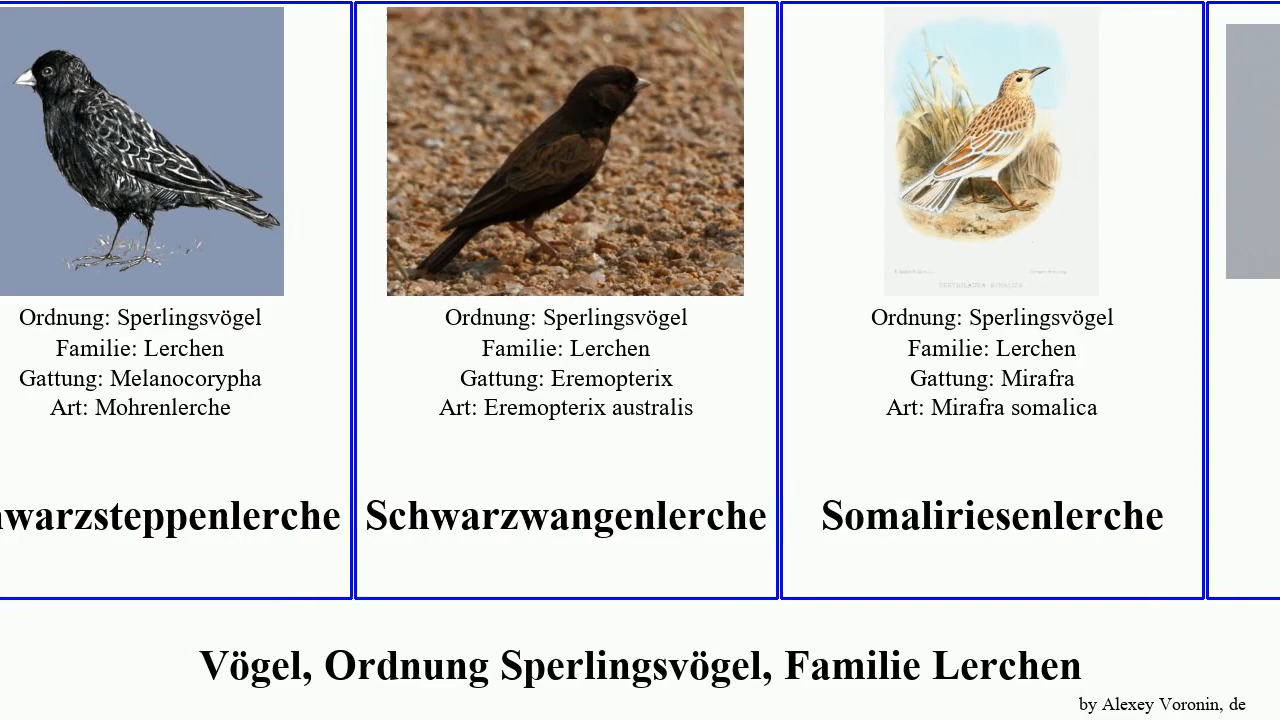 Ordnung: Sperlingsvögel
Familie: Lerchen
Gattung: Melanocorypha
Art: Mohrenlerche
warzsteppenlerche
Ordnung: Sperlingsvögel
Familie: Lerchen
Gattung: Eremopterix
Art: Eremopterix australis
Schwarzwangenlerche
Ordnung: Sperlingsvögel
Familie: Lerchen
Gattung: Mirafra
Art: Mirafra somalica
Somaliriesenlerche
Vögel, Ordnung Sperlingsvögel, Familie Lerchen
by Alexey Voronin, de